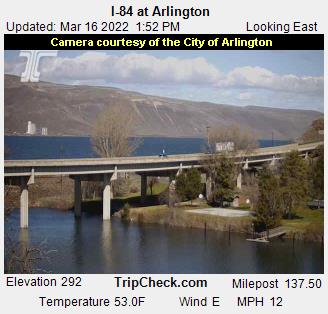 I-84 at Arlington
Updated: Mar 16 2022 1:52 PM Looking East
Camera courtesy of the City of Arlington
Elevation 292 TripCheck.com Milepost 137.50
Temperature 53.0F Wind E MPH 12